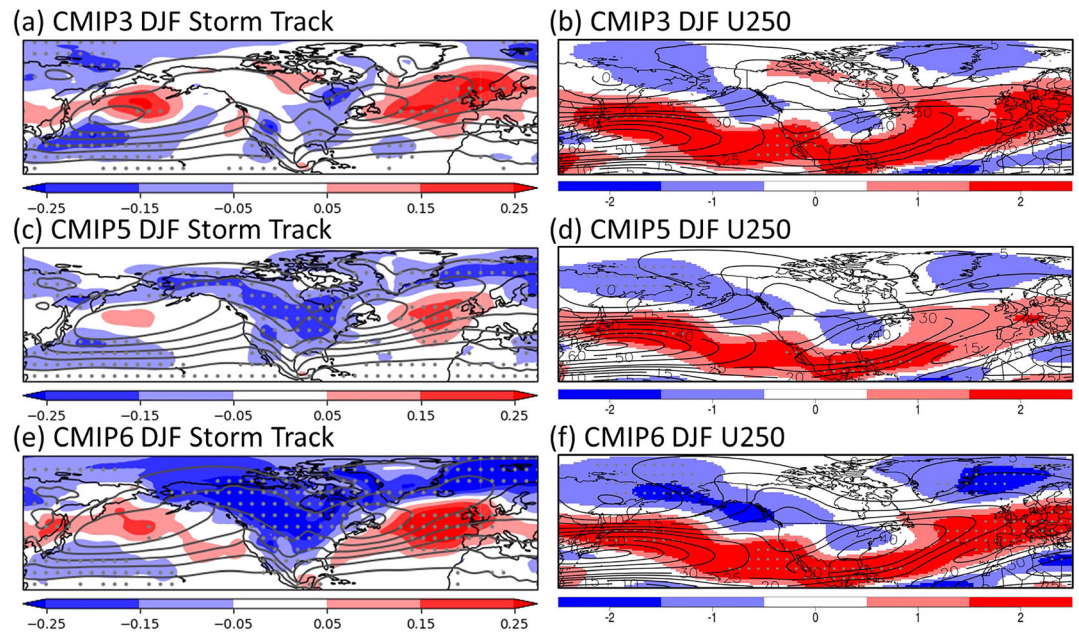 (a) CMIP3 DJF Storm Track
(b) CMIP3 DJF U250
−0.25 −0.15 −0.05 0.05 0.15 0.25
-2 -1 0 1 2
(c) CMIP5 DJF Storm Track
(d) CMIP5 DJF U250
−0.25 −0.15 −0.05 0.05 0.15 0.25
-2 -1 0 1 2
(e) CMIP6 DJF Storm Track
(f) CMIP6 DJF U250
−0.25 −0.15 −0.05 0.05 0.15 0.25
-2 -1 0 1 2